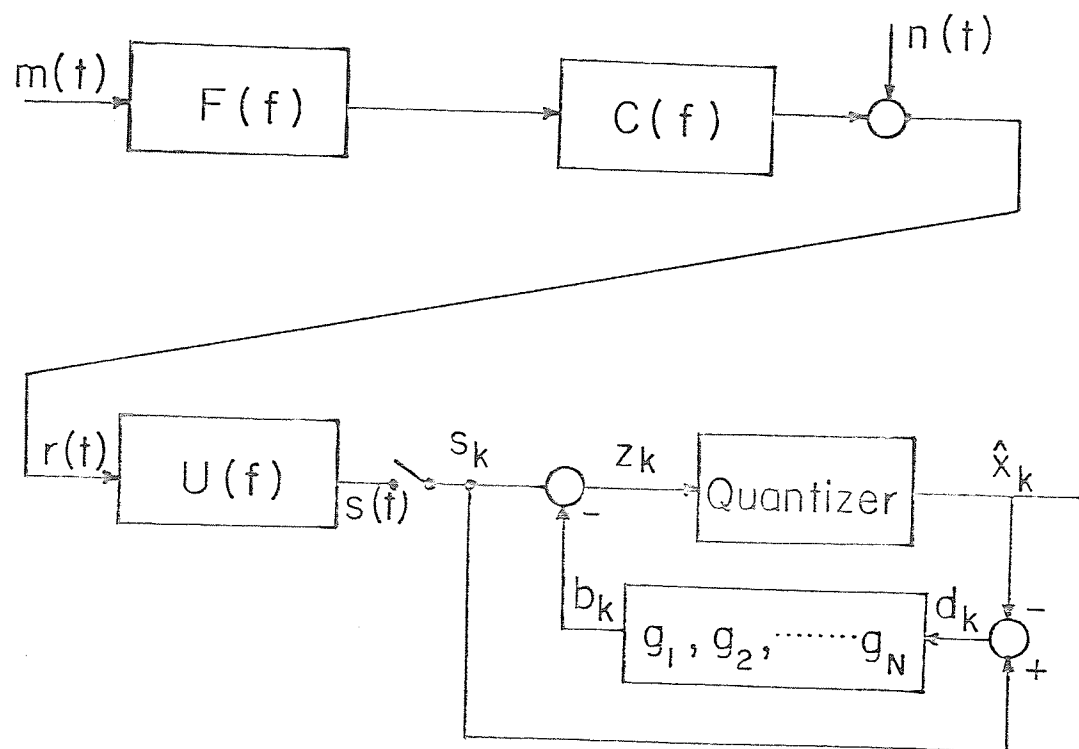 m(t)
F(f)
C(f)
n(t)
r(t)
U(f)
s(t)
s_k
-
z_k
Quantizer
x̂_k
b_k
g_1, g_2, ........ g_N
d_k
-
+